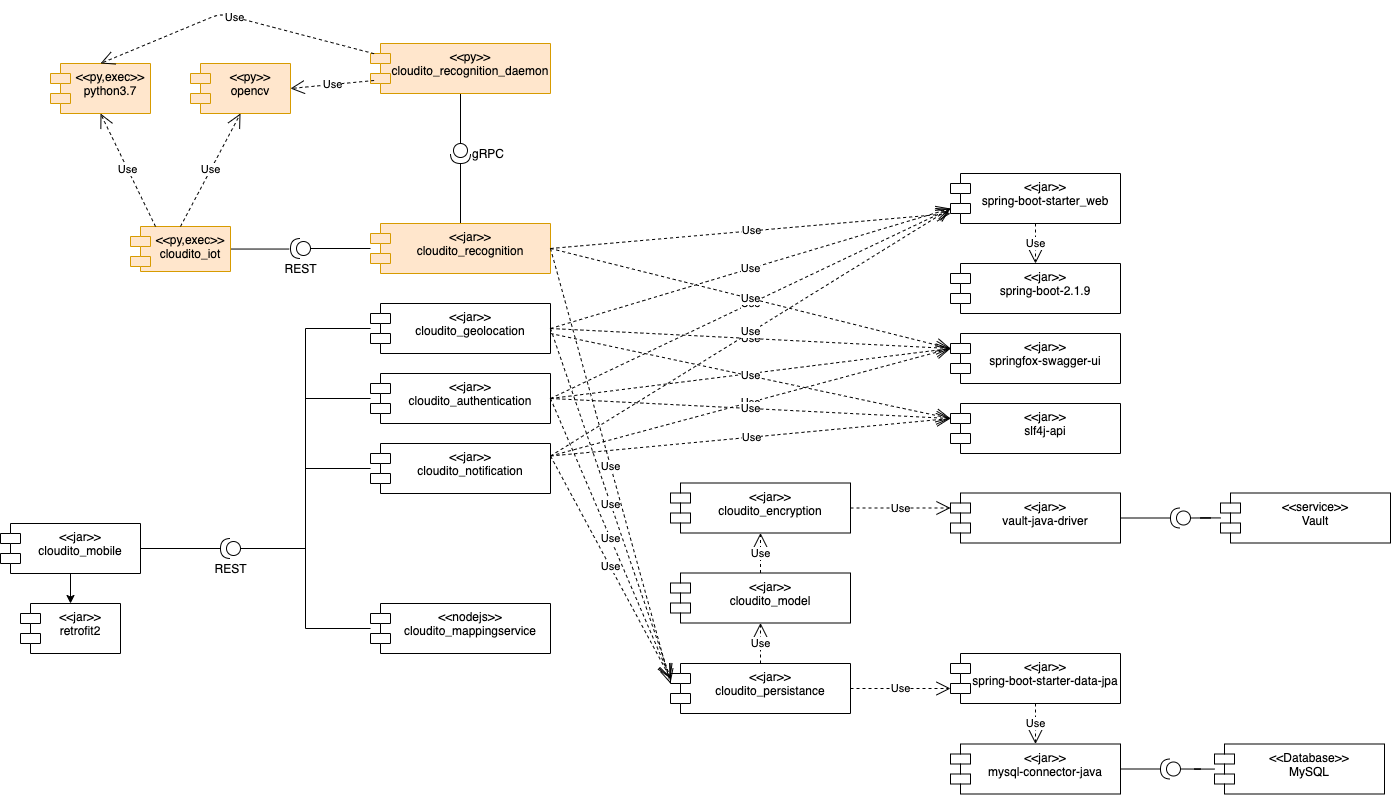 Use
<<py>>
cloudito_recognition_daemon
<<py,exec>>
python3.7
<<py>>
opencv
Use
gRPC
Use
Use
<<jar>>
spring-boot-starter_web
<<py,exec>>
cloudito_iot
REST
<<jar>>
cloudito_recognition
Use
Use
Use
<<jar>>
spring-boot-2.1.9
<<jar>>
cloudito_geolocation
Use
Use
Use
Use
<<jar>>
springfox-swagger-ui
<<jar>>
cloudito_authentication
Use
Use
Use
<<jar>>
slf4j-api
Use
<<jar>>
cloudito_notification
Use
Use
Use
Use
<<jar>>
cloudito_encryption
Use
<<jar>>
vault-java-driver
<<service>>
Vault
<<jar>>
cloudito_mobile
REST
Use
<<jar>>
cloudito_model
<<jar>>
retrofit2
<<nodejs>>
cloudito_mappingservice
Use
<<jar>>
cloudito_persistance
Use
<<jar>>
spring-boot-starter-data-jpa
Use
<<jar>>
mysql-connector-java
<<Database>>
MySQL